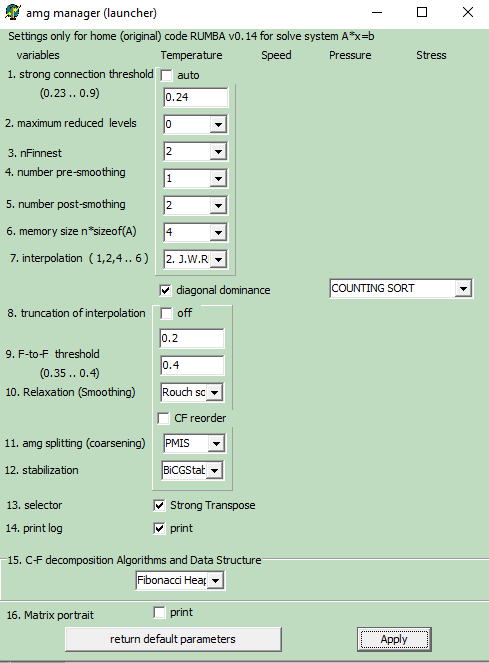 amg manager (launcher)
Settings only for home (original) code RUMBA v0.14 for solve system A*x=b
variables Temperature Speed Pressure Stress
1. strong connection threshold auto
(0.23 .. 0.9) 0.24
2. maximum reduced levels 0
3. nFinnest 2
4. number pre-smoothing 1
5. number post-smothing 2
6. memory size n*sizeof(A) 4
7. interpolation ( 1,2,4 .. 6 ) 2. J.W.R
diagonal dominance COUNTING SORT
8. truncation of interpolation off
0.2
9. F-to-F threshold 0.4
(0.35 .. 0.4)
10. Relaxation (Smoothing) Rouch so
CF reorder
11. amg splitting (coarsening) PMIS
12. stabilization BiCGStab
13. selector Strong Transpose
14. print log print
15. C-F decomposition Algorithms and Data Structure
Fibonacci Heap
16. Matrix portrait print
return default parameters Apply